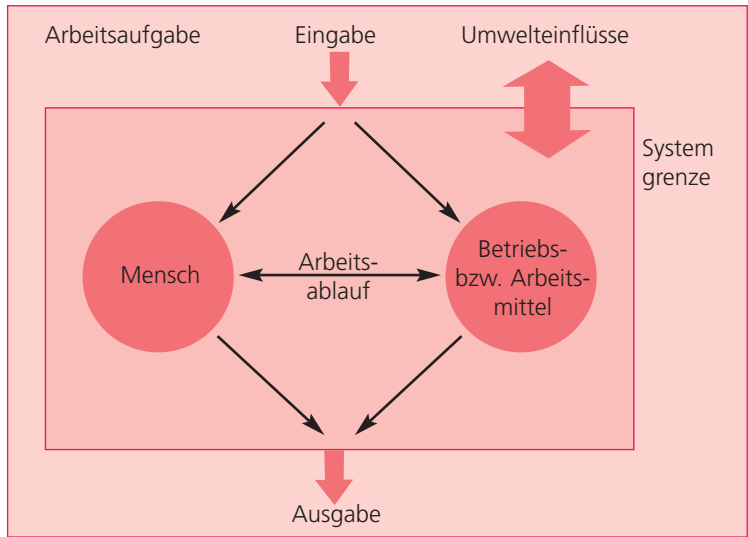 Arbeitsaufgabe
Eingabe
Umwelteinflüsse
System
grenze
Mensch
Arbeits-
ablauf
Betriebs-
bzw. Arbeits-
mittel
Ausgabe